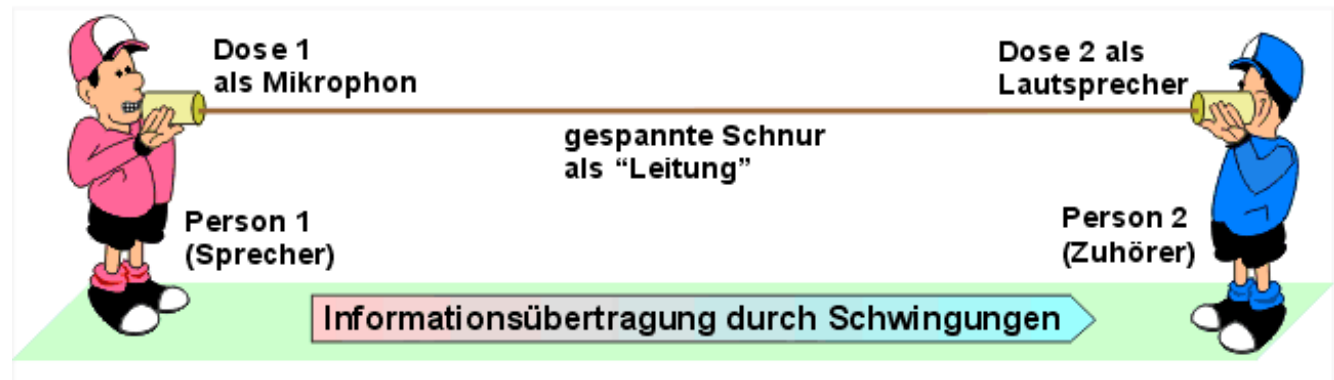 Dose 1
als Mikrophon
Dose 2 als
Lautsprecher
gespannte Schnur
als “Leitung”
Person 1
(Sprecher)
Person 2
(Zuhörer)
Informationsübertragung durch Schwingungen